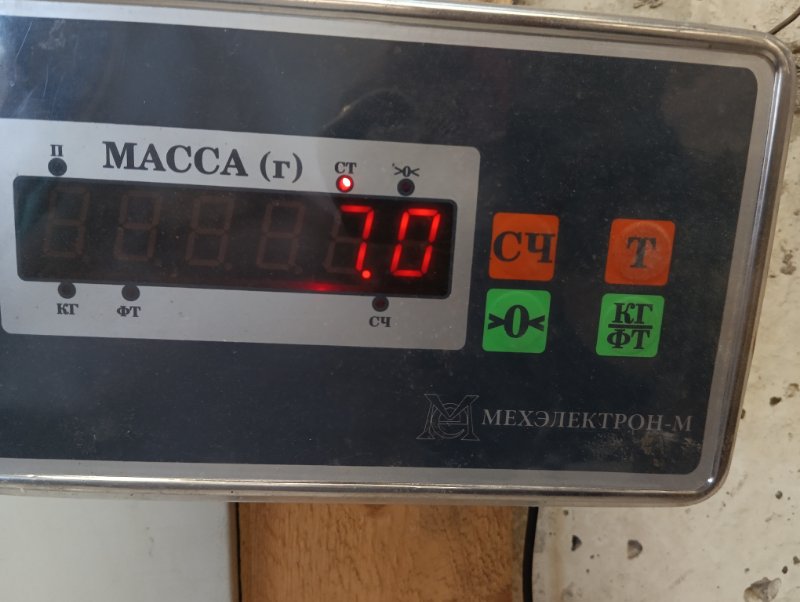 П МАССА (г) СТ >0<
7.0
КГ ФТ СЧ
СЧ Т
>0< КГ
ФТ
МЕХЭЛЕКТРОН-М